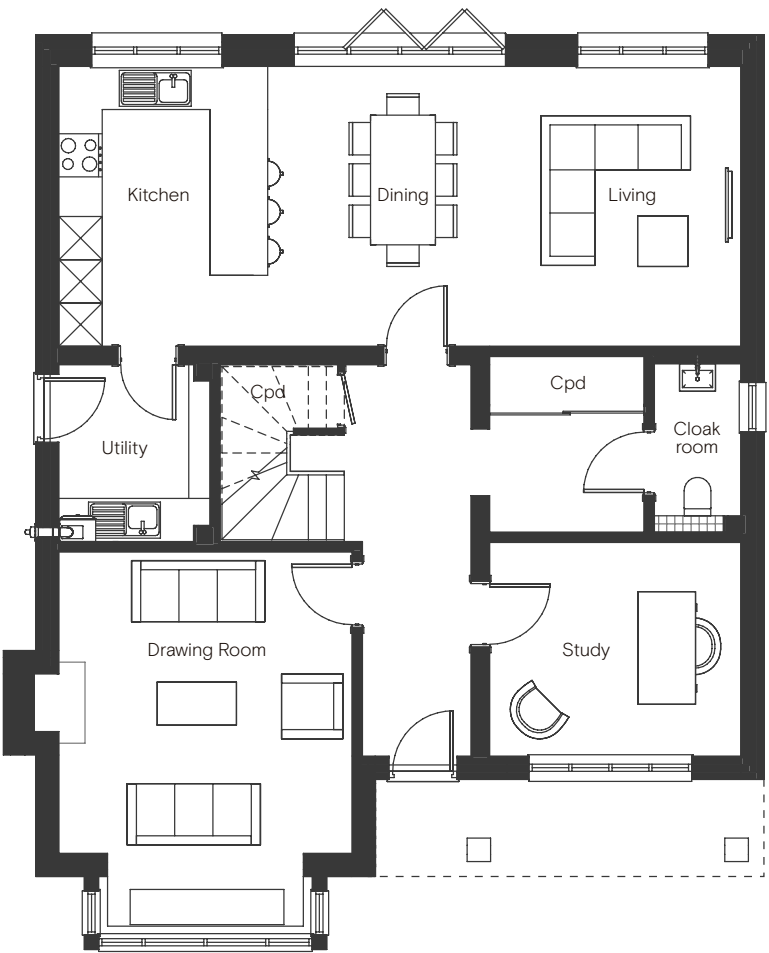 Kitchen
Dining
Living
Cpd
Cpd
Utility
Cloak
room
Drawing Room
Study